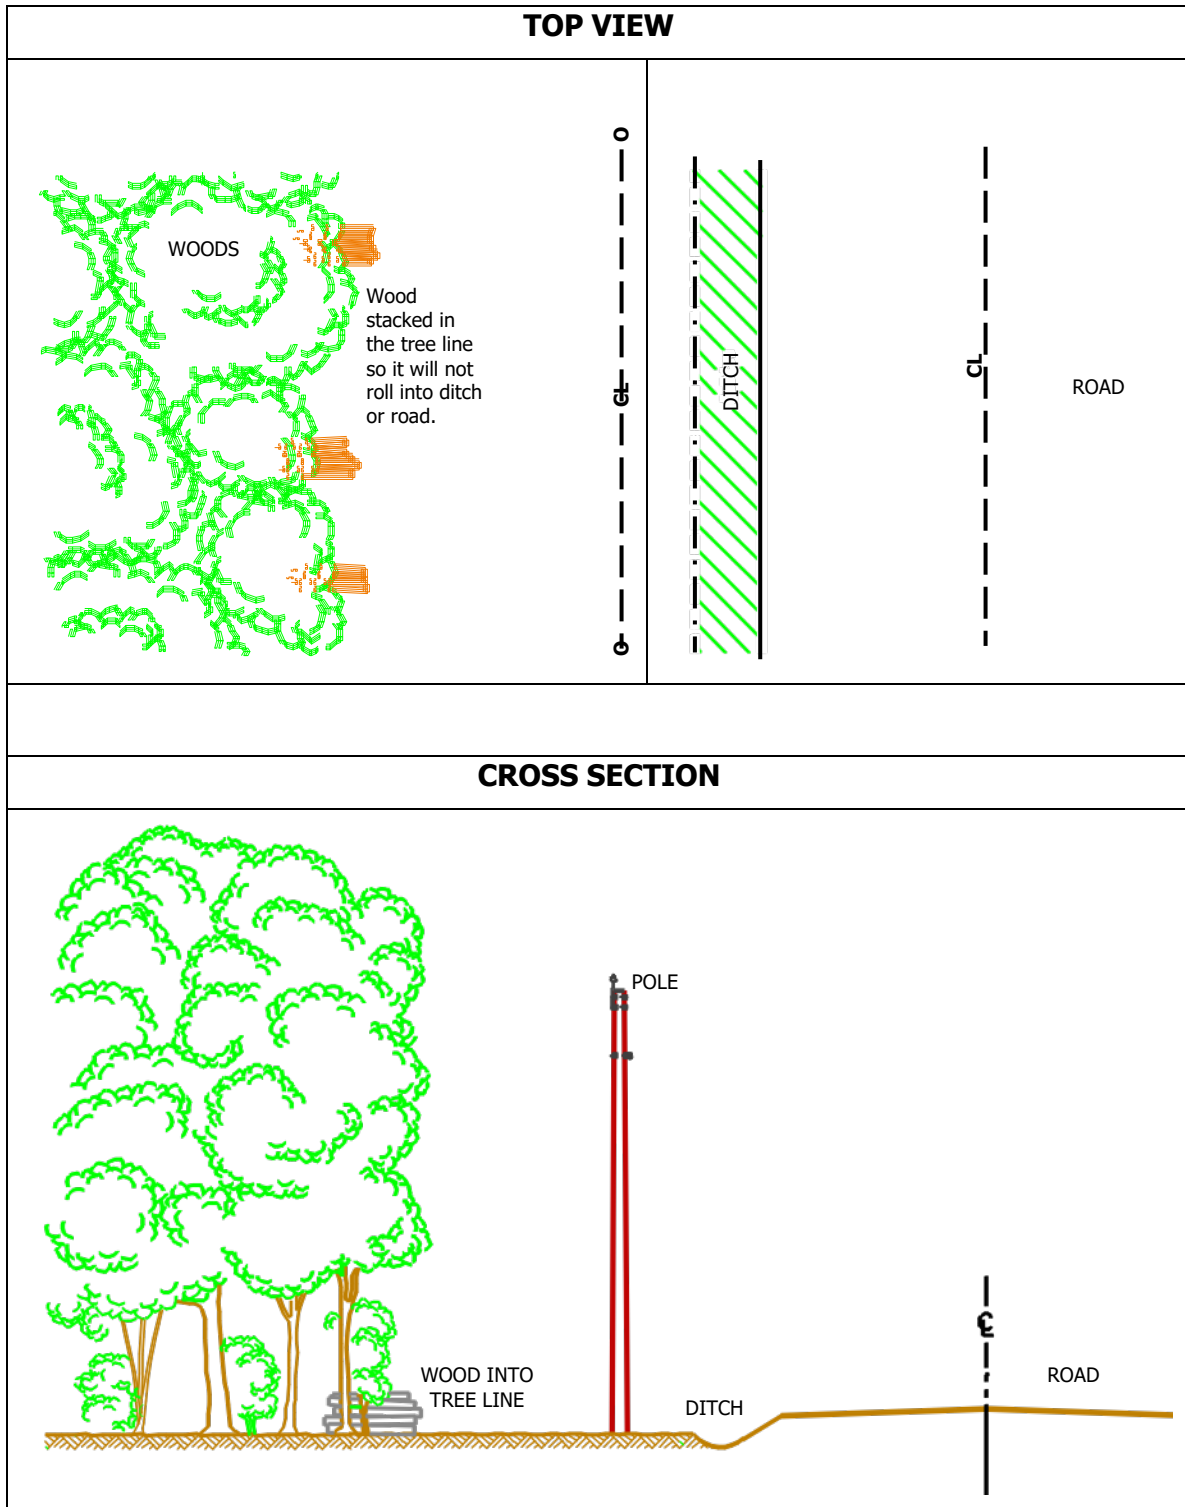 TOP VIEW
WOODS
Wood
stacked in
the tree line
so it will not
roll into ditch
or road.
O
CL
O
DITCH
CL
ROAD
CROSS SECTION
POLE
WOOD INTO
TREE LINE
DITCH
CL
ROAD